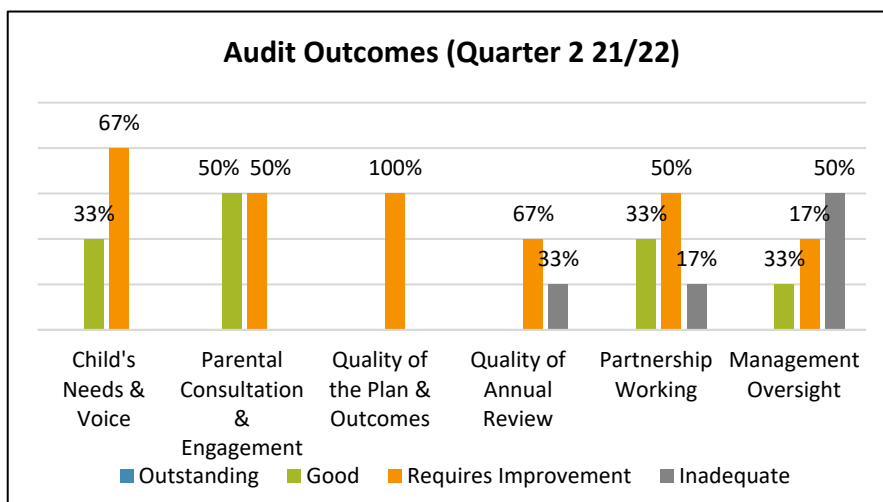 Audit Outcomes (Quarter 2 21/22)
67%
33%
50% 50%
100%
67%
33%
50%
33%
17%
50%
17%
33%
Child's
Needs &
Voice
Parental
Consultation
&
Engagement
Quality of
the Plan &
Outcomes
Quality of
Annual
Review
Partnership
Working
Management
Oversight
Outstanding Good Requires Improvement Inadequate